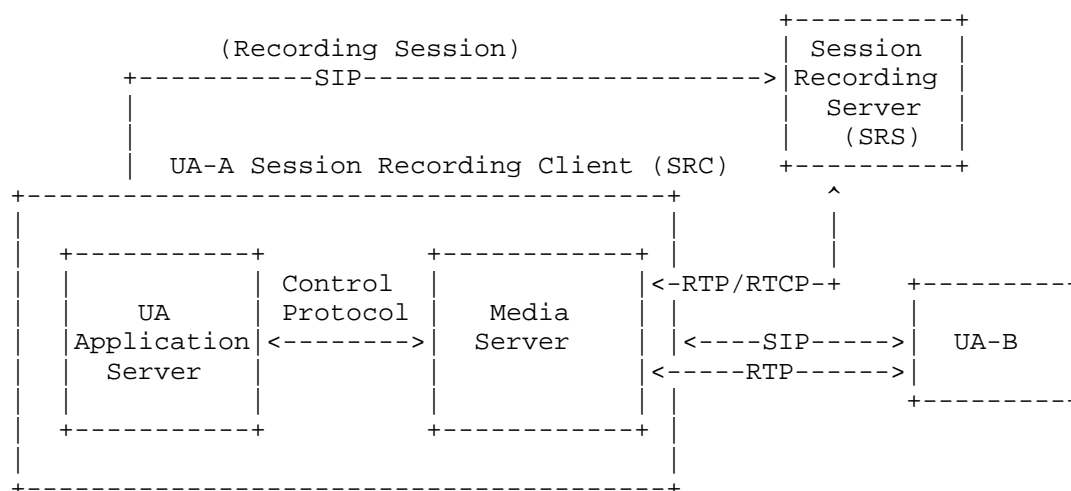 (Recording Session)
SIP
Session
Recording
Server
(SRS)
UA-A Session Recording Client (SRC)
Control
Protocol
UA
Application
Server
Media
Server
RTP/RTCP
SIP
RTP
UA-B